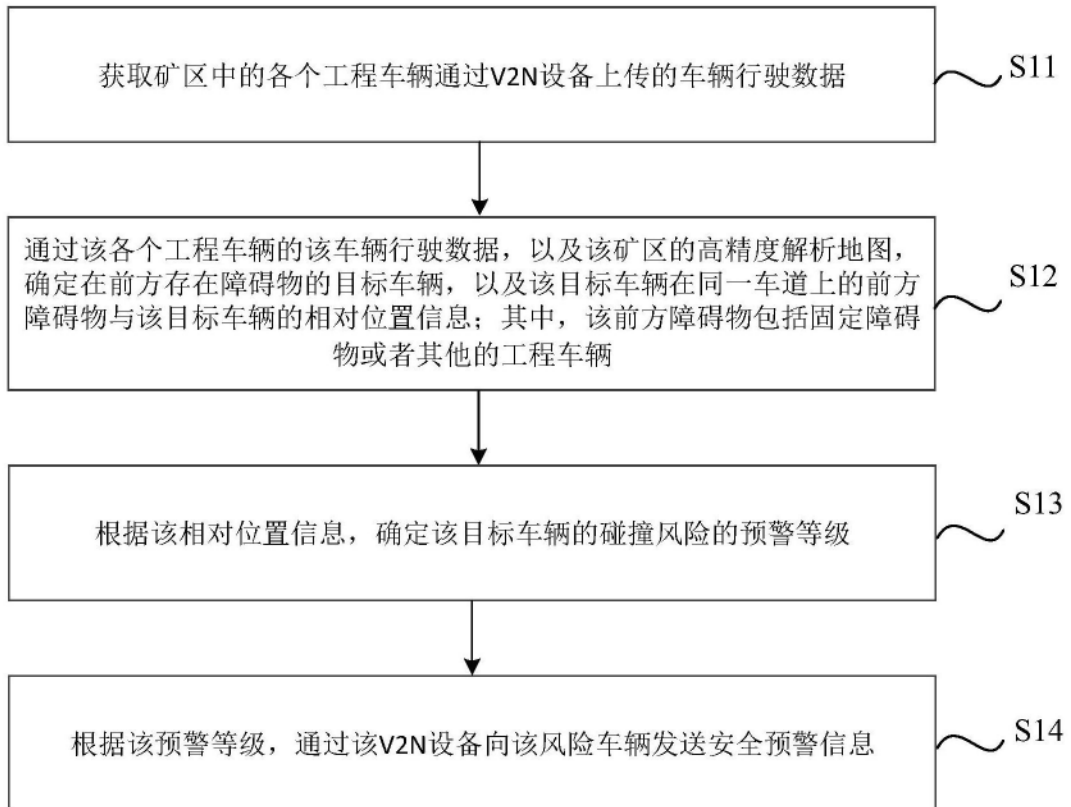 获取矿区中的各个工程车辆通过V2N设备上传的车辆行驶数据
S11
通过该各个工程车辆的该车辆行驶数据，以及该矿区的高精度解析地图，
确定在前方存在障碍物的目标车辆，以及该目标车辆在同一车道上的前方
障碍物与该目标车辆的相对位置信息；其中，该前方障碍物包括固定障碍
物或者其他的工程车辆
S12
根据该相对位置信息，确定该目标车辆的碰撞风险的预警等级
S13
根据该预警等级，通过该V2N设备向该风险车辆发送安全预警信息
S14